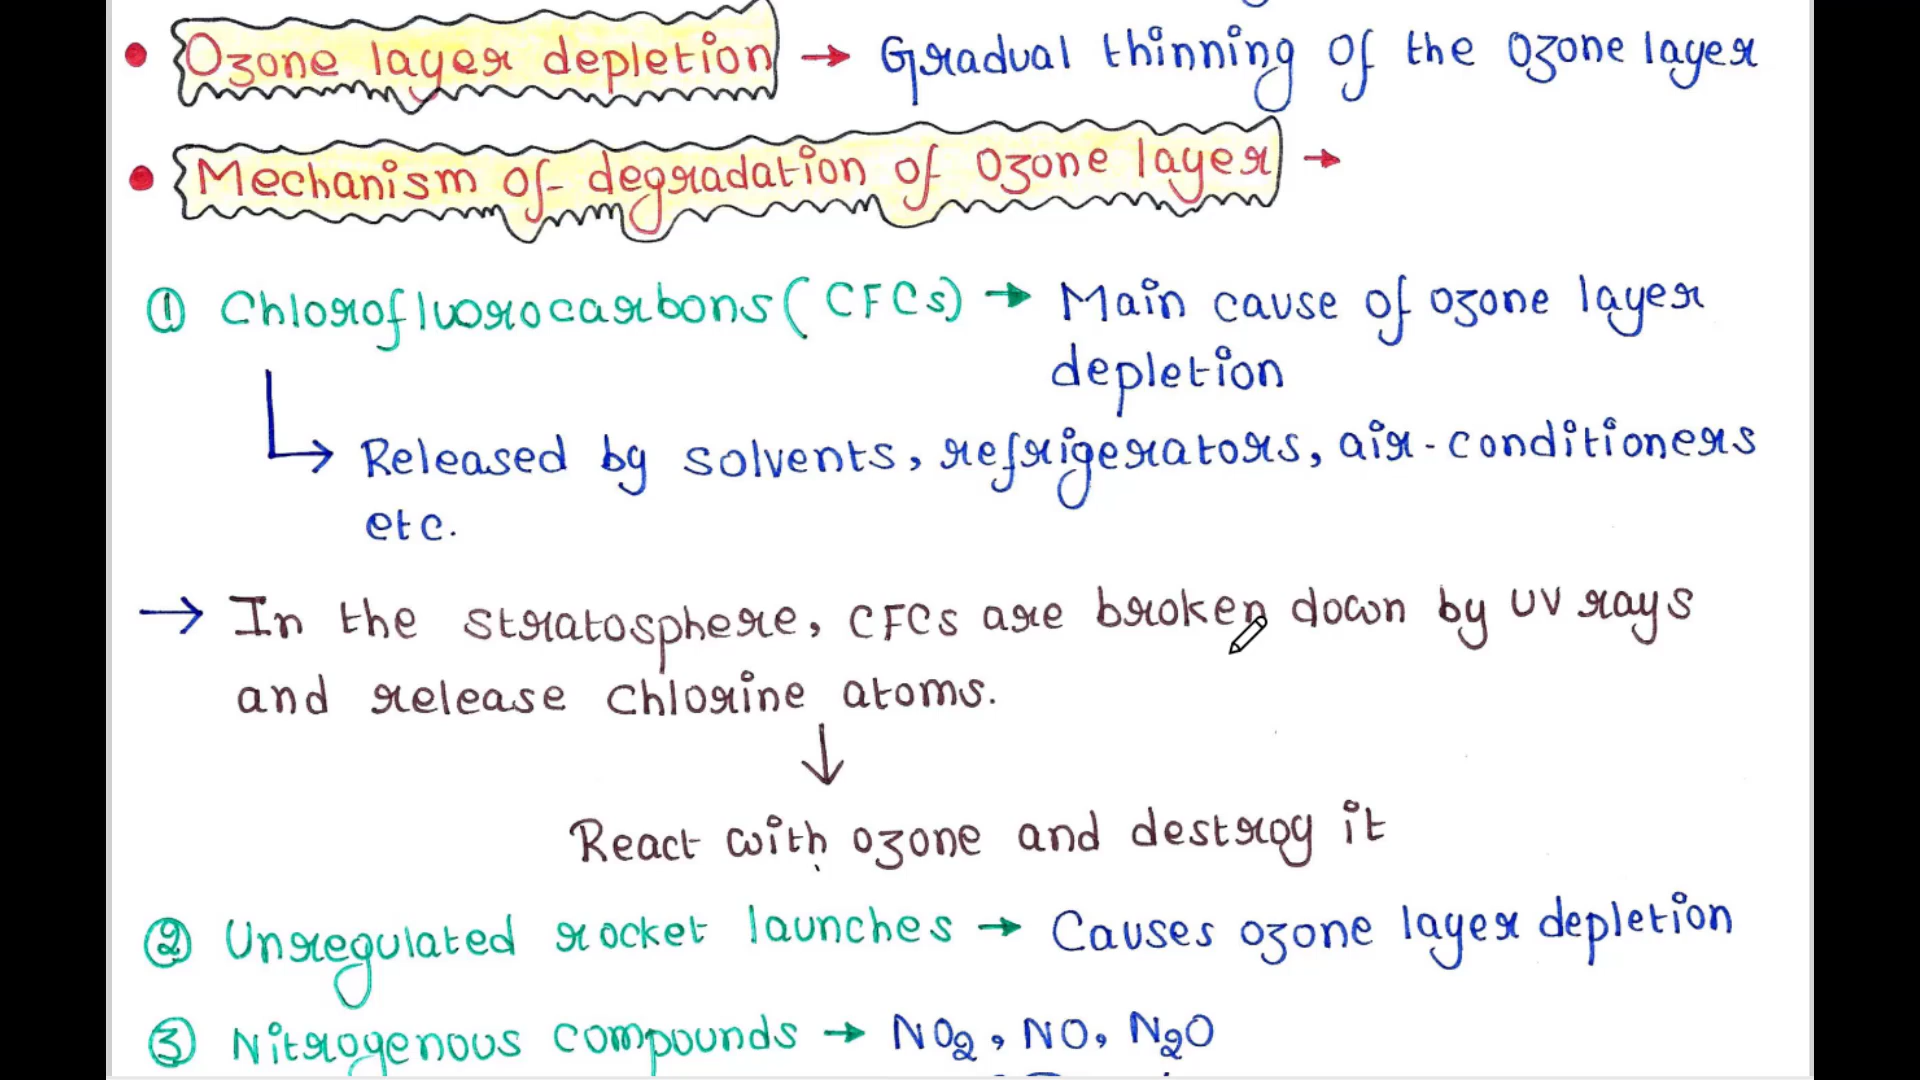 • Ozone layer depletion → Gradual thinning of the Ozone layer
• Mechanism of degradation of Ozone layer →
① Chlorofluorocarbons (CFCs) → Main cause of ozone layer
depletion
↳ Released by solvents, refrigerators, air-conditioners
etc.
→ In the stratosphere, CFCs are broken down by UV rays
and release chlorine atoms.
↓
React with ozone and destroy it
② Unregulated rocket launches → Causes ozone layer depletion
③ Nitrogenous compounds → NO₂, NO, N₂O